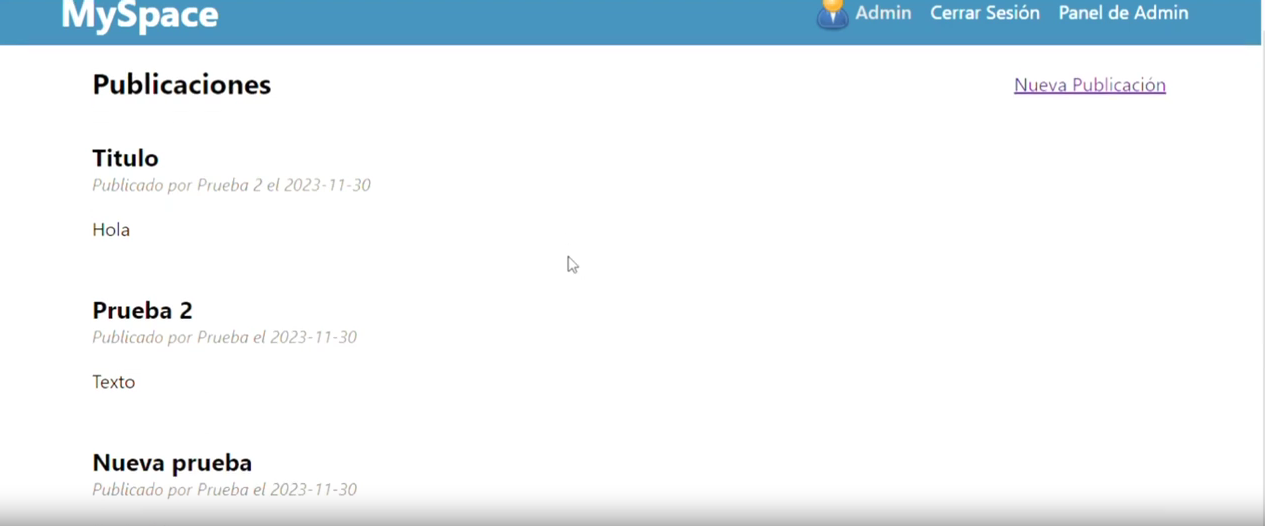 MySpace
Admin Cerrar Sesión Panel de Admin
Publicaciones
Nueva Publicación
Titulo
Publicado por Prueba 2 el 2023-11-30
Hola
Prueba 2
Publicado por Prueba el 2023-11-30
Texto
Nueva prueba
Publicado por Prueba el 2023-11-30